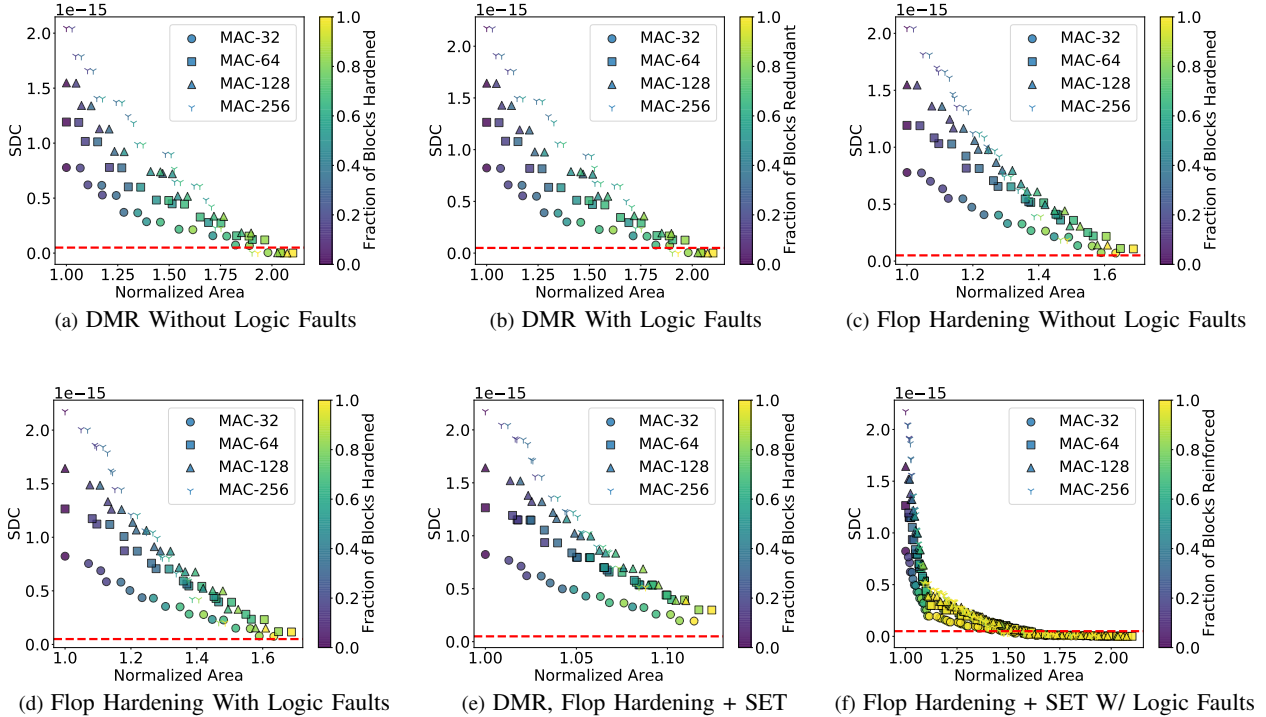 1e−15
SDC
2.0
1.5
1.0
0.5
0.0
1.00 1.25 1.50 1.75 2.00
Normalized Area
MAC-32
MAC-64
MAC-128
MAC-256
1.0
0.8
0.6
0.4
0.2
0.0
Fraction of Blocks Hardened
(a) DMR Without Logic Faults
1e−15
SDC
2.0
1.5
1.0
0.5
0.0
1.00 1.25 1.50 1.75 2.00
Normalized Area
MAC-32
MAC-64
MAC-128
MAC-256
1.0
0.8
0.6
0.4
0.2
0.0
Fraction of Blocks Redundant
(b) DMR With Logic Faults
1e−15
SDC
2.0
1.5
1.0
0.5
0.0
1.0 1.2 1.4 1.6
Normalized Area
MAC-32
MAC-64
MAC-128
MAC-256
1.0
0.8
0.6
0.4
0.2
0.0
Fraction of Blocks Hardened
(c) Flop Hardening Without Logic Faults
1e−15
SDC
2.0
1.5
1.0
0.5
0.0
1.0 1.2 1.4 1.6
Normalized Area
MAC-32
MAC-64
MAC-128
MAC-256
1.0
0.8
0.6
0.4
0.2
0.0
Fraction of Blocks Hardened
(d) Flop Hardening With Logic Faults
1e−15
SDC
2.0
1.5
1.0
0.5
0.0
1.00 1.05 1.10
Normalized Area
MAC-32
MAC-64
MAC-128
MAC-256
1.0
0.8
0.6
0.4
0.2
0.0
Fraction of Blocks Hardened
(e) DMR, Flop Hardening + SET
1e−15
SDC
2.0
1.5
1.0
0.5
0.0
1.00 1.25 1.50 1.75 2.00
Normalized Area
MAC-32
MAC-64
MAC-128
MAC-256
1.0
0.8
0.6
0.4
0.2
0.0
Fraction of Blocks Reinforced
(f) Flop Hardening + SET W/ Logic Faults